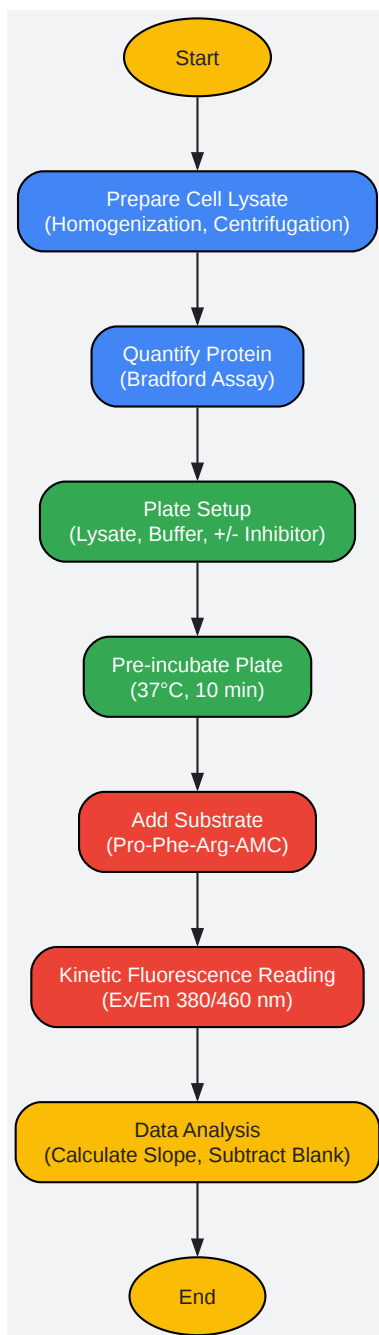 Start
Prepare Cell Lysate
(Homogenization, Centrifugation)
Quantify Protein
(Bradford Assay)
Plate Setup
(Lysate, Buffer, +/- Inhibitor)
Pre-incubate Plate
(37°C, 10 min)
Add Substrate
(Pro-Phe-Arg-AMC)
Kinetic Fluorescence Reading
(Ex/Em 380/460 nm)
Data Analysis
(Calculate Slope, Subtract Blank)
End